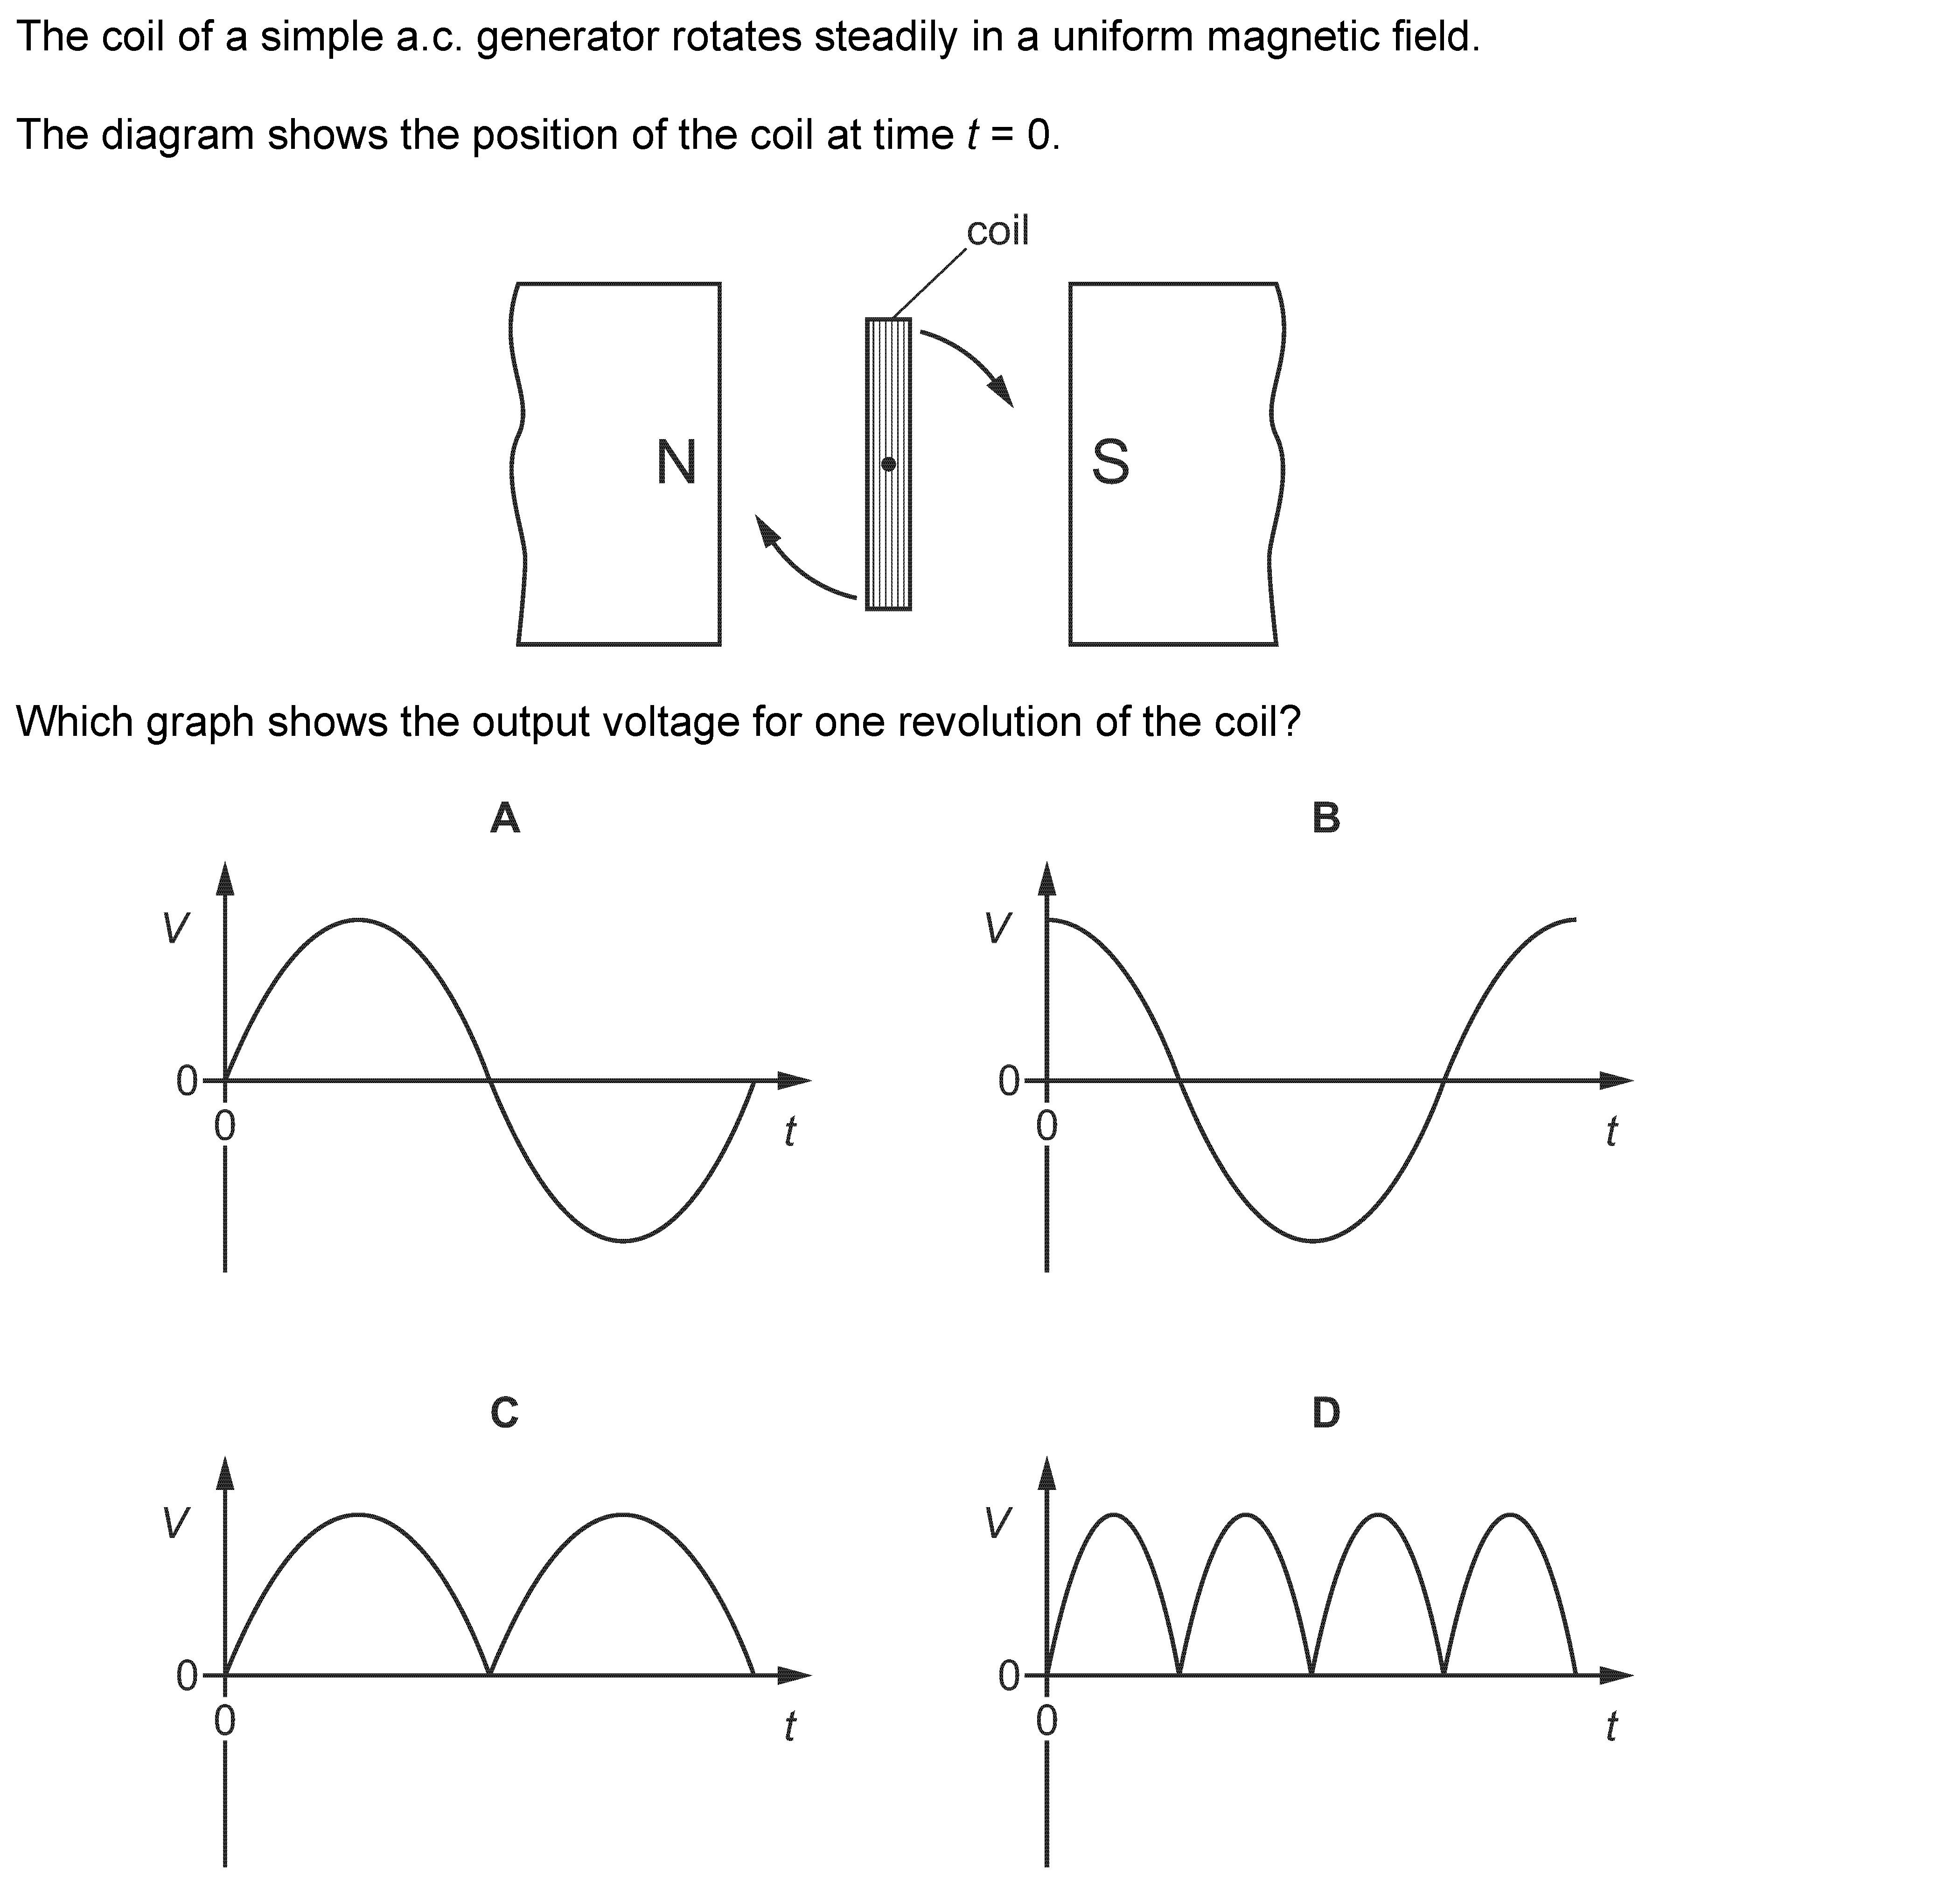 The coil of a simple a.c. generator rotates steadily in a uniform magnetic field.
The diagram shows the position of the coil at time t = 0.
coil
N
S
Which graph shows the output voltage for one revolution of the coil?
A
B
V
V
0
0
0
t
0
t
C
D
V
V
0
0
0
t
0
t